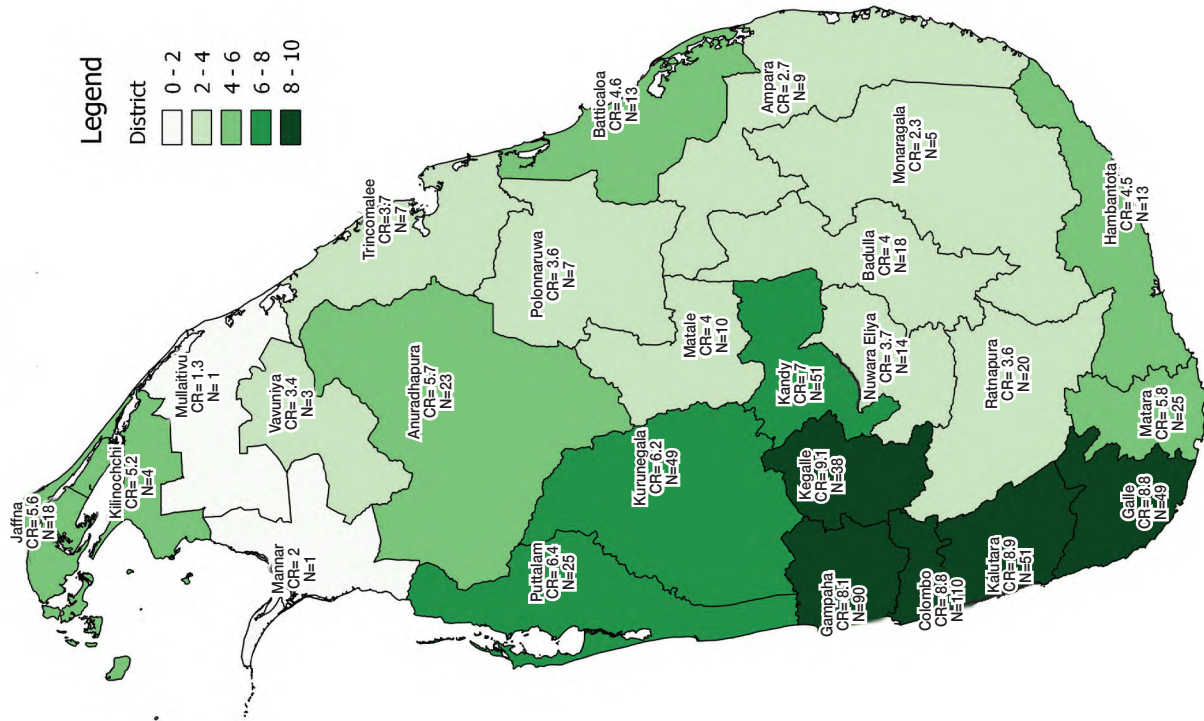 Legend
District
0 - 2
2 - 4
4 - 6
6 - 8
8 - 10
Jaffna
CR= 5.6
N=18
Kilinochchi
CR= 5.2
N=4
Mullaitivu
CR= 1.3
N= 1
Mannar
CR= 2
N=1
Vavuniya
CR= 3.4
N=3
Trincomalee
CR=3.7
N=7
Anuradhapura
CR= 5.7
N=23
Polonnaruwa
CR= 3.6
N=7
Batticaloa
CR= 4.6
N=13
Puttalam
CR= 6.4
N=25
Kurunegala
CR= 6.2
N=49
Matale
CR= 4
N=10
Ampara
CR= 2.7
N=9
Kandy
CR= 7
N=51
Kegalle
CR= 9.1
N=38
Nuwara Eliya
CR= 3.7
N=14
Badulla
CR= 4
N=18
Monaragala
CR= 2.3
N=5
Gampaha
CR= 8.1
N=90
Colombo
CR= 8.8
N=110
Kalutara
CR= 8.9
N=51
Ratnapura
CR= 3.6
N=20
Galle
CR= 8.8
N=49
Matara
CR= 5.8
N=25
Hambantota
CR= 4.5
N=13